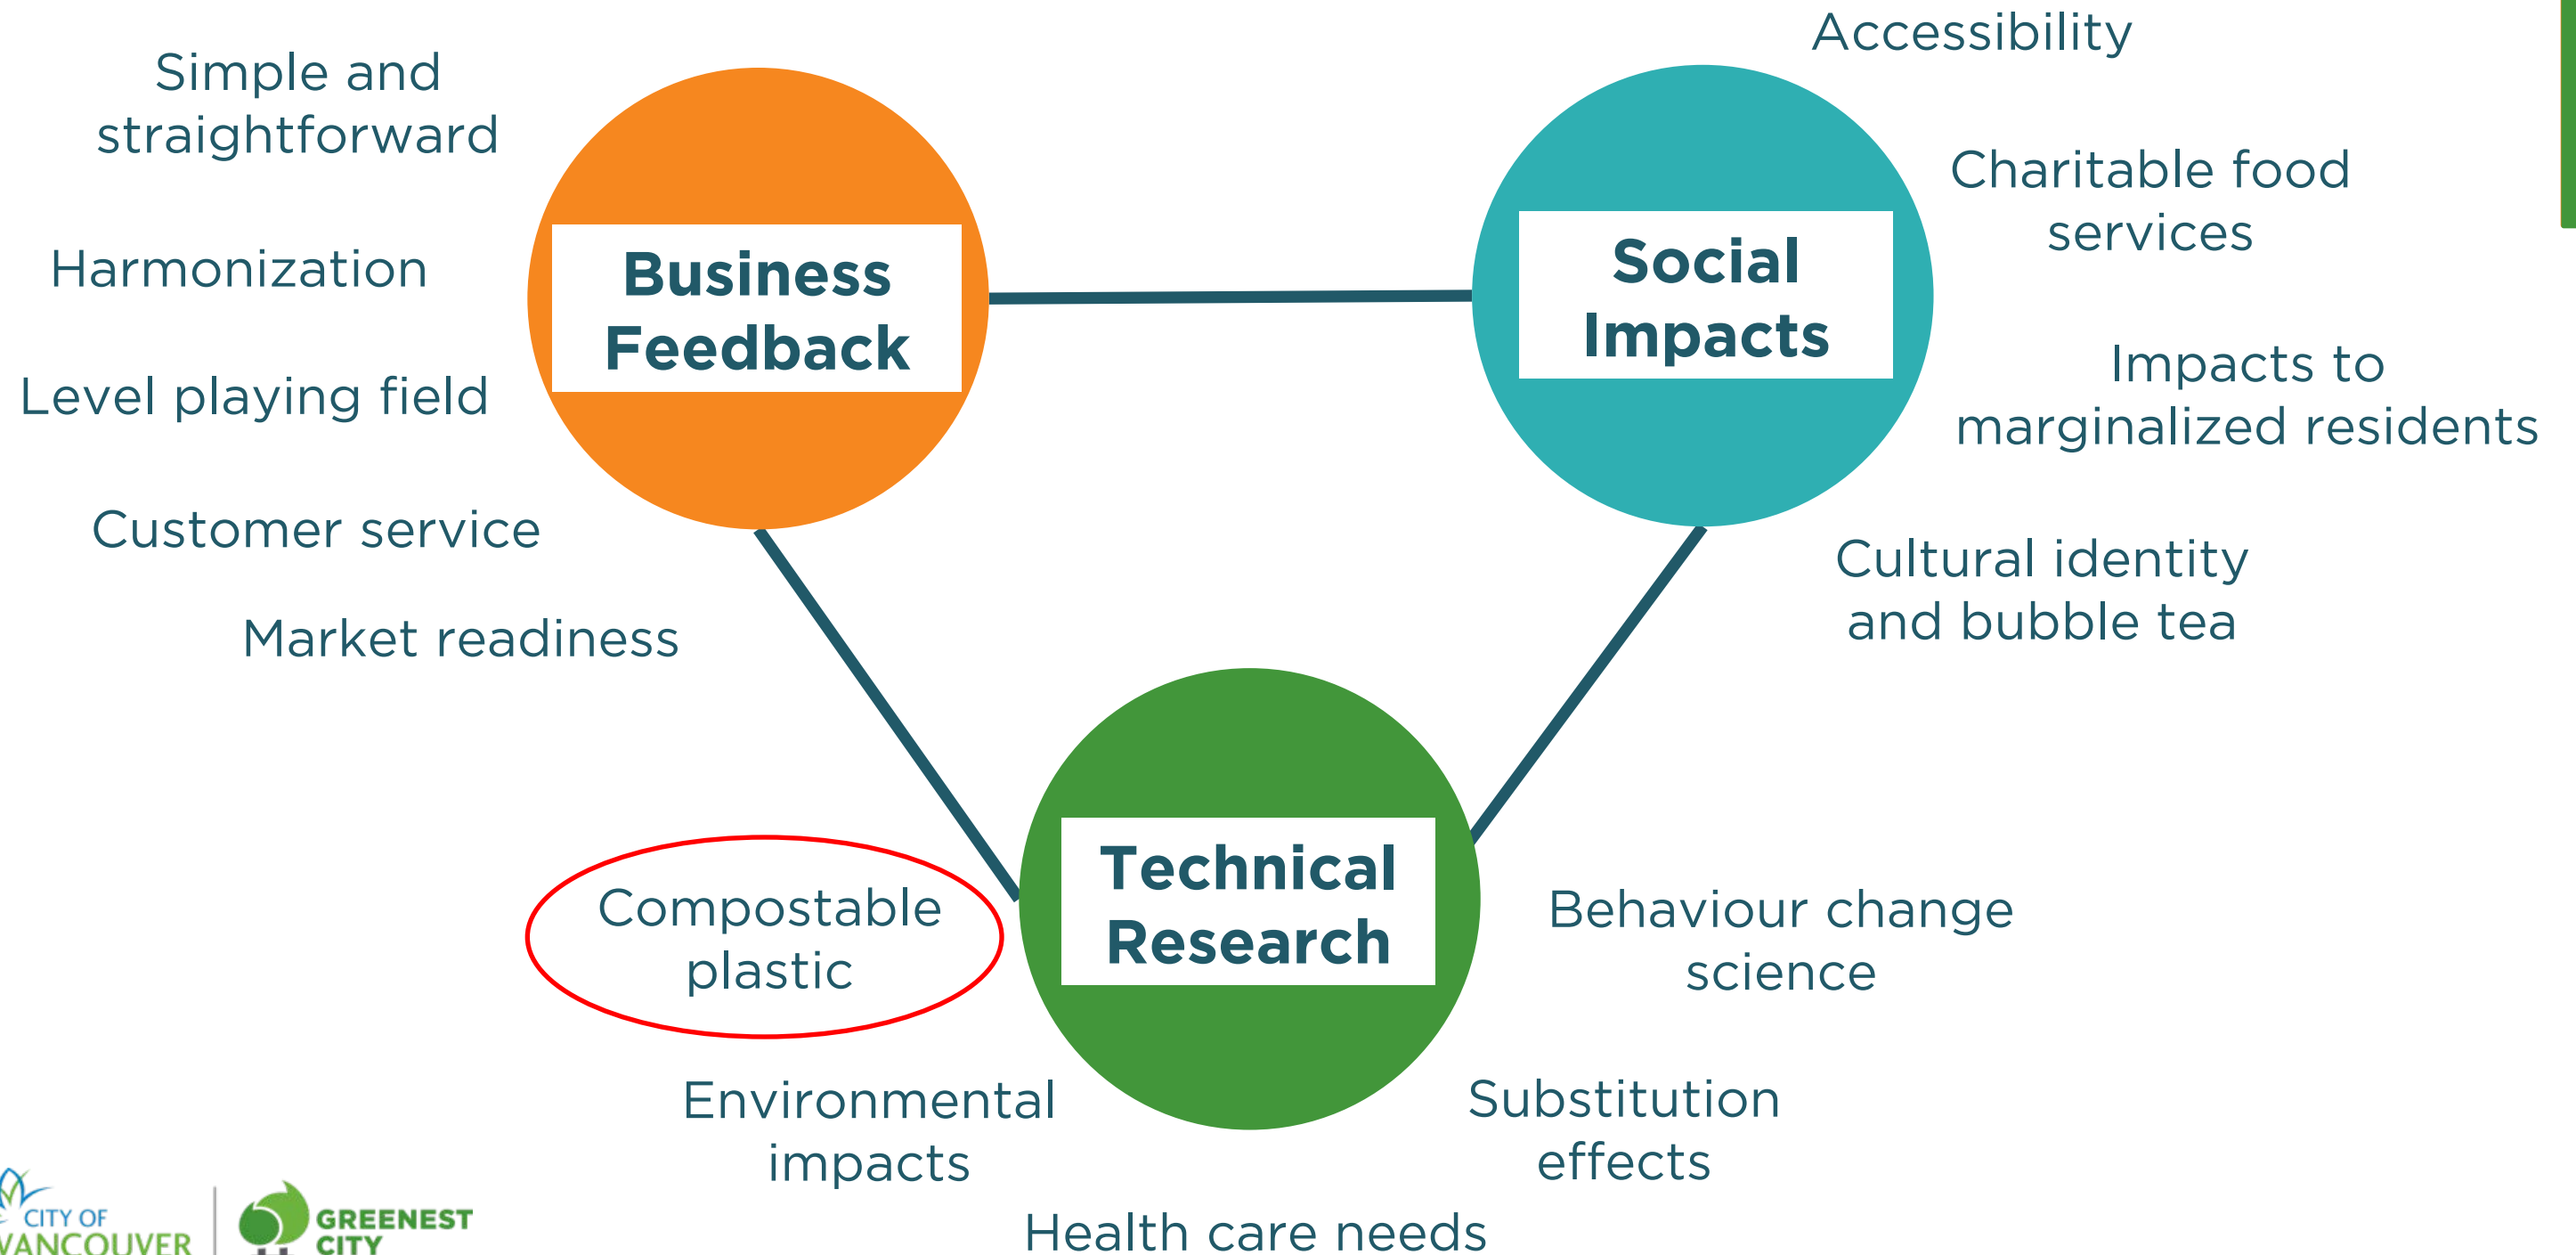 Simple and
straightforward
Harmonization
Level playing field
Customer service
Market readiness
Business
Feedback
Accessibility
Charitable food
services
Impacts to
marginalized residents
Cultural identity
and bubble tea
Social
Impacts
Technical
Research
Compostable
plastic
Environmental
impacts
Health care needs
Substitution
effects
Behaviour change
science
CITY OF
VANCOUVER
GREENEST
CITY